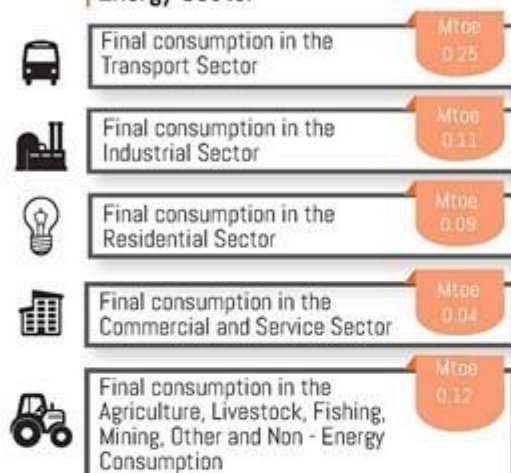 Energy Sector
Final consumption in the
Transport Sector
Mtoe
0.25
Final consumption in the
Industrial Sector
Mtoe
0.11
Final consumption in the
Residential Sector
Mtoe
0.09
Final consumption in the
Commercial and Service Sector
Mtoe
0.04
Final consumption in the
Agriculture, Livestock, Fishing,
Mining, Other and Non - Energy
Consumption
Mtoe
0.12